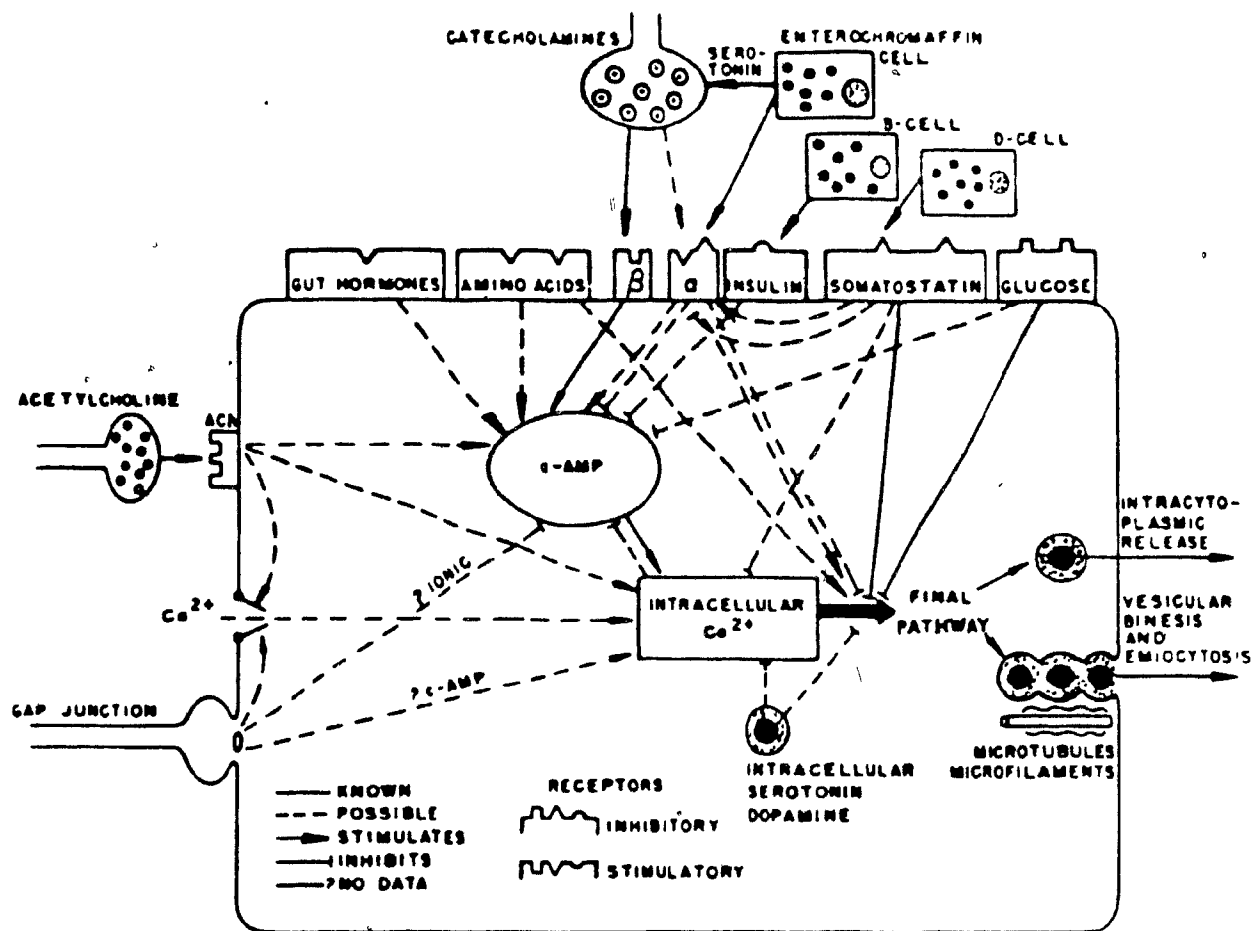 CATECHOLAMINES
SERO-
TONIN
ENTEROCHROMAFFIN
CELL
B-CELL
D-CELL
GUT HORMONES
AMINO ACIDS
β
α
INSULIN
SOMATOSTATIN
GLUCOSE
ACETYLCHOLINE
ACN
c-AMP
INTRACYTO-
PLASMIC
RELEASE
? IONIC
Ca2+
INTRACELLULAR
Ca2+
FINAL
PATHWAY
VESICULAR
BINESIS
AND
EMIOCYTOSIS
? c-AMP
GAP JUNCTION
MICROTUBULES
MICROFILAMENTS
INTRACELLULAR
SEROTONIN
DOPAMINE
KNOWN
POSSIBLE
STIMULATES
INHIBITS
? NO DATA
RECEPTORS
INHIBITORY
STIMULATORY